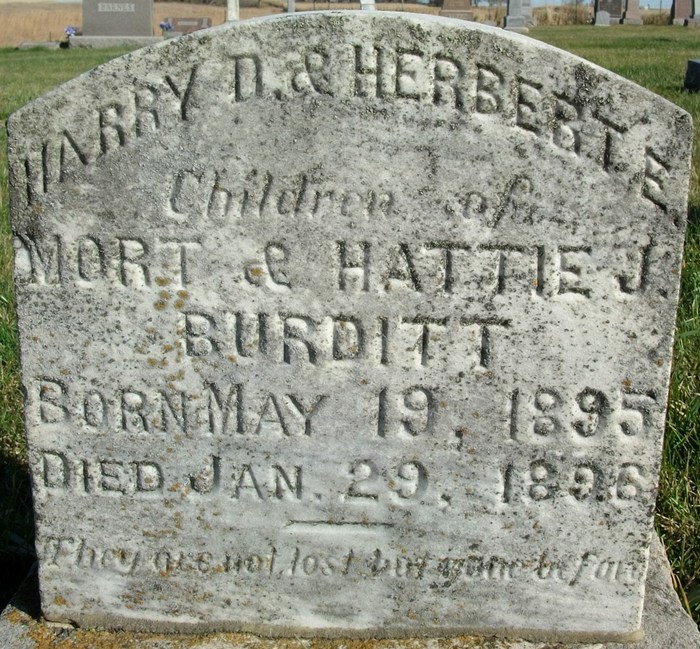 HARRY D. & HERBERT E.
Children of
MORT & HATTIE J.
BURDITT
BORN MAY 19, 1895
DIED JAN. 29, 1896
They are not lost but gone before